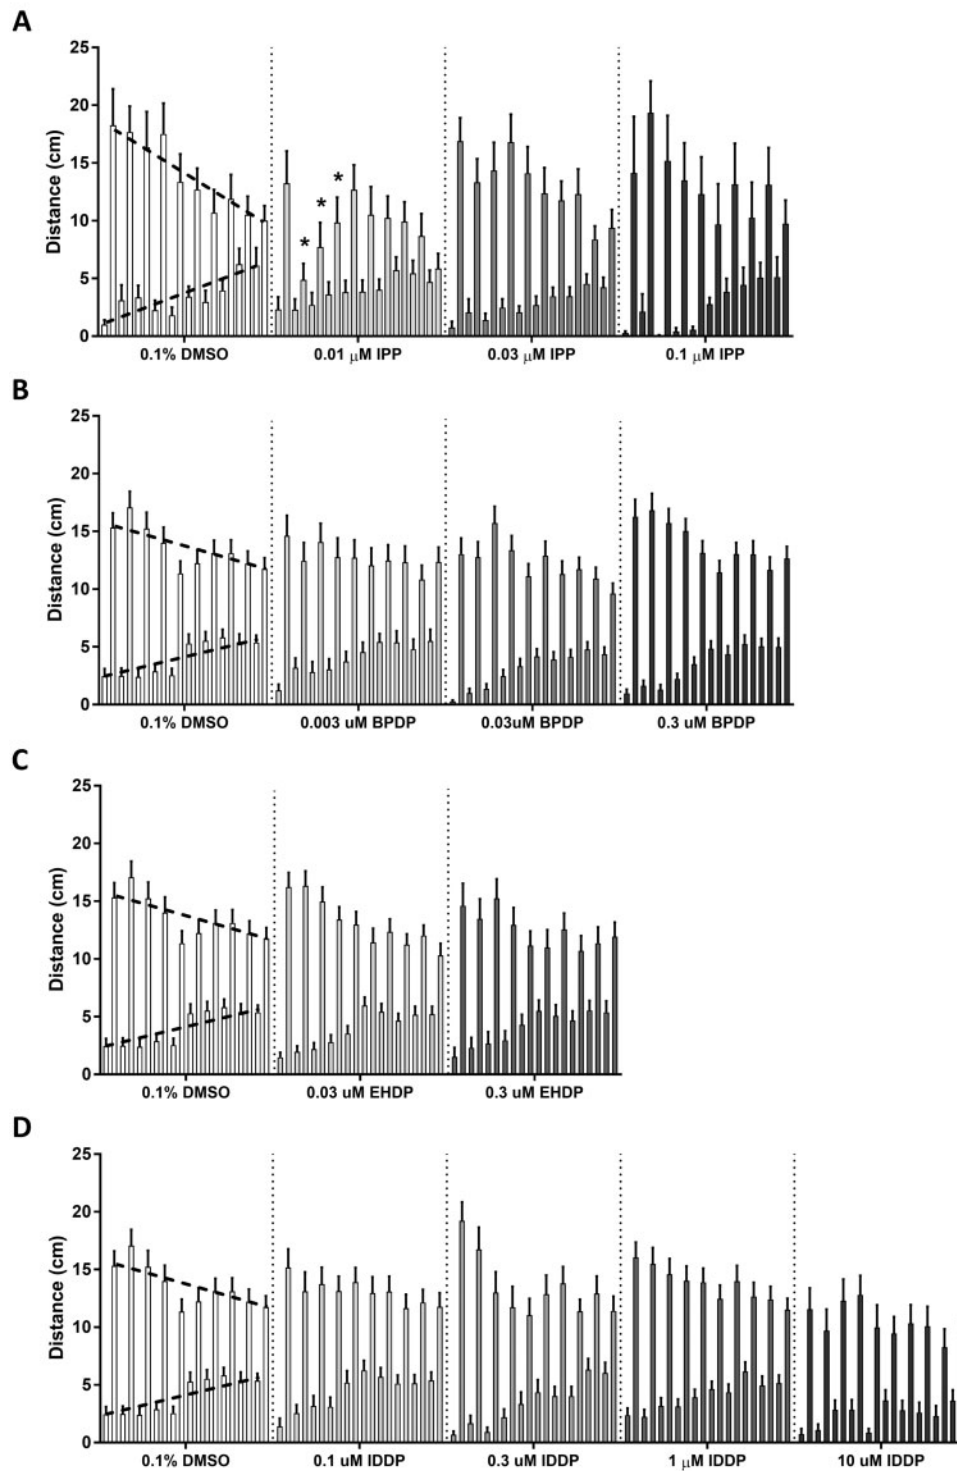 A
25
20
15
10
5
0
Distance (cm)
* * *
0.1% DMSO 0.01 μM IPP 0.03 μM IPP 0.1 μM IPP
B
25
20
15
10
5
0
Distance (cm)
0.1% DMSO 0.003 uM BPDP 0.03uM BPDP 0.3 uM BPDP
C
25
20
15
10
5
0
Distance (cm)
0.1% DMSO 0.03 uM EHDP 0.3 uM EHDP
D
25
20
15
10
5
0
Distance (cm)
0.1% DMSO 0.1 uM IDDP 0.3 uM IDDP 1 μM IDDP 10 uM IDDP